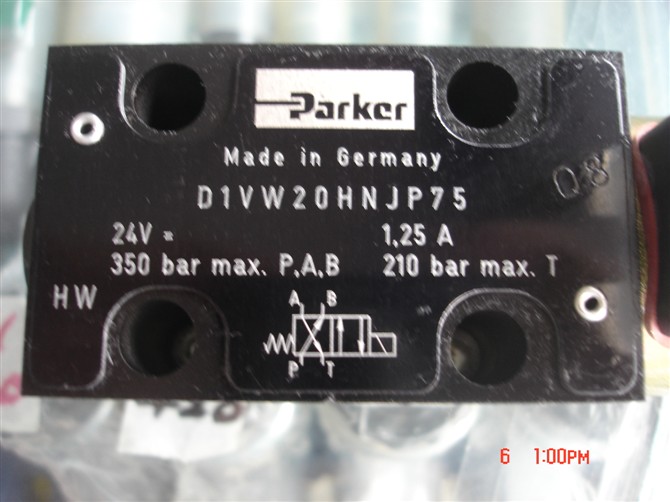 Parker
Made in Germany
D1VW20HNJP75
08
24V = 1,25 A
350 bar max. P,A,B 210 bar max. T
HW
A B
P T
6 1:00PM